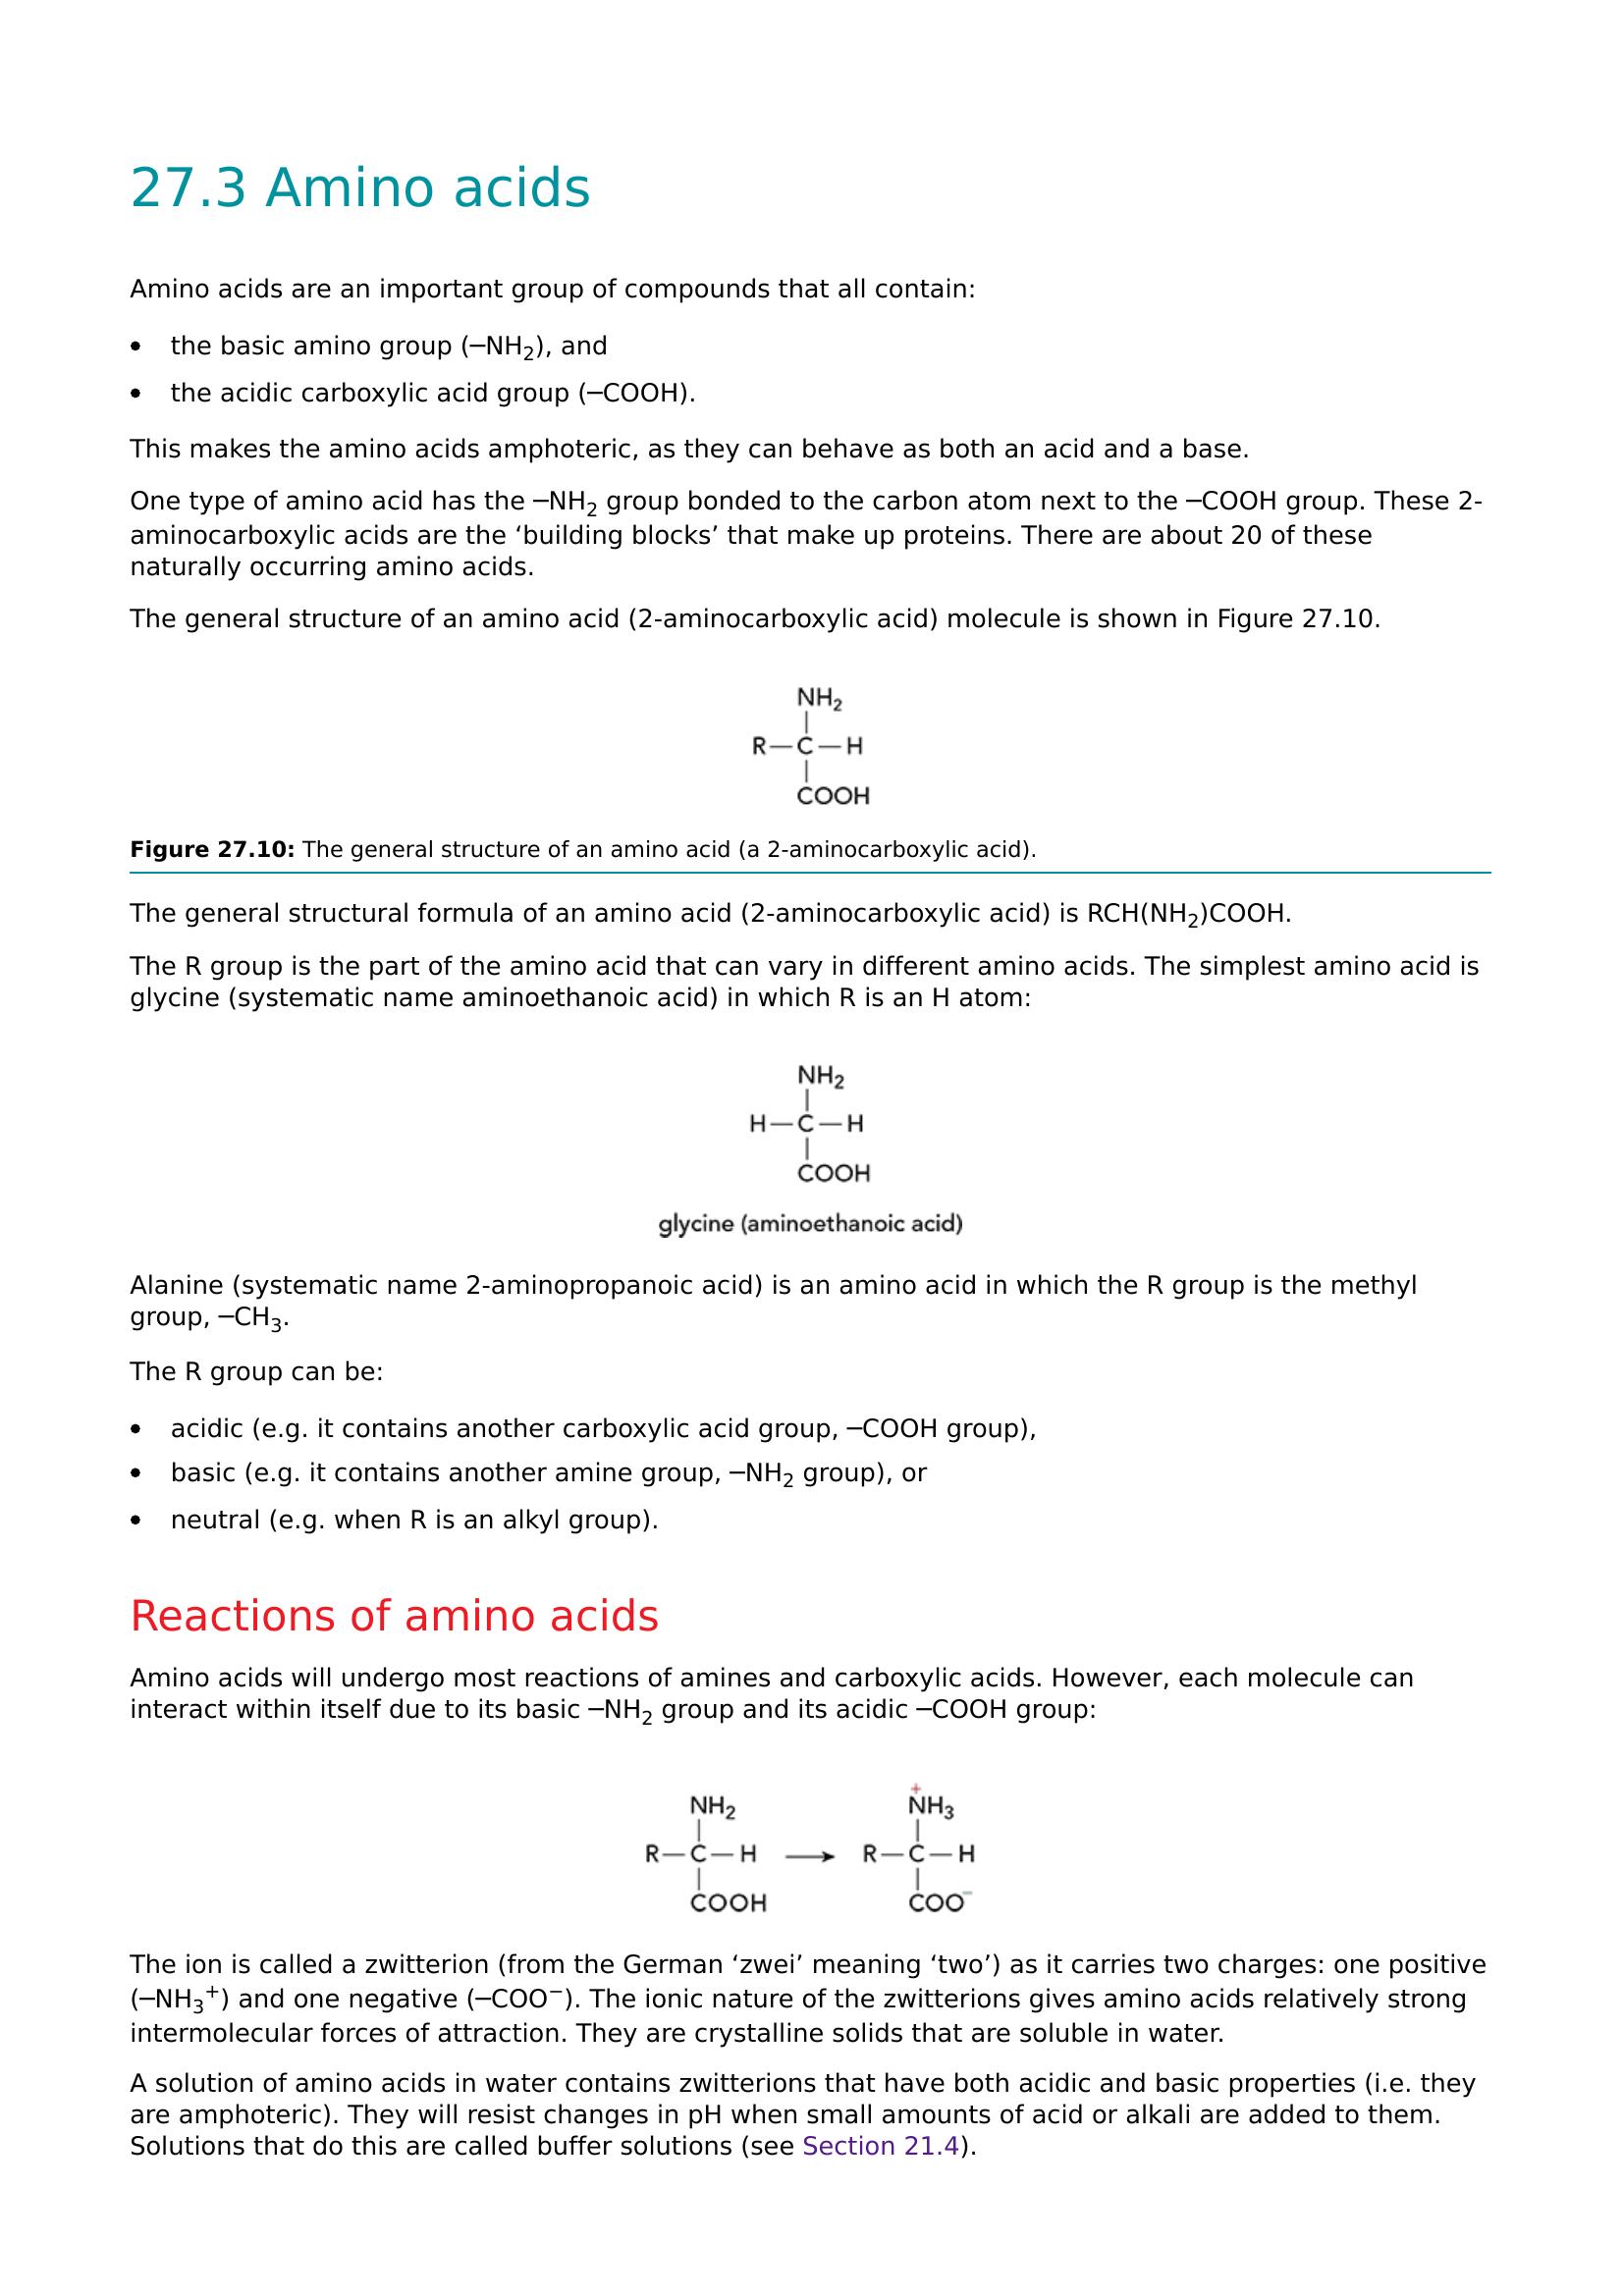 27.3 Amino acids
Amino acids are an important group of compounds that all contain:
• the basic amino group (—NH₂), and
• the acidic carboxylic acid group (—COOH).
This makes the amino acids amphoteric, as they can behave as both an acid and a base.
One type of amino acid has the —NH₂ group bonded to the carbon atom next to the —COOH group. These 2-
aminocarboxylic acids are the ‘building blocks’ that make up proteins. There are about 20 of these
naturally occurring amino acids.
The general structure of an amino acid (2-aminocarboxylic acid) molecule is shown in Figure 27.10.
NH₂
|
R—C—H
|
COOH
Figure 27.10: The general structure of an amino acid (a 2-aminocarboxylic acid).
The general structural formula of an amino acid (2-aminocarboxylic acid) is RCH(NH₂)COOH.
The R group is the part of the amino acid that can vary in different amino acids. The simplest amino acid is
glycine (systematic name aminoethanoic acid) in which R is an H atom:
NH₂
|
H—C—H
|
COOH
glycine (aminoethanoic acid)
Alanine (systematic name 2-aminopropanoic acid) is an amino acid in which the R group is the methyl
group, —CH₃.
The R group can be:
• acidic (e.g. it contains another carboxylic acid group, —COOH group),
• basic (e.g. it contains another amine group, —NH₂ group), or
• neutral (e.g. when R is an alkyl group).
Reactions of amino acids
Amino acids will undergo most reactions of amines and carboxylic acids. However, each molecule can
interact within itself due to its basic —NH₂ group and its acidic —COOH group:
+
NH₂ NH₃
| |
R—C—H → R—C—H
| |
COOH COO⁻
The ion is called a zwitterion (from the German ‘zwei’ meaning ‘two’) as it carries two charges: one positive
(—NH₃⁺) and one negative (—COO⁻). The ionic nature of the zwitterions gives amino acids relatively strong
intermolecular forces of attraction. They are crystalline solids that are soluble in water.
A solution of amino acids in water contains zwitterions that have both acidic and basic properties (i.e. they
are amphoteric). They will resist changes in pH when small amounts of acid or alkali are added to them.
Solutions that do this are called buffer solutions (see Section 21.4).